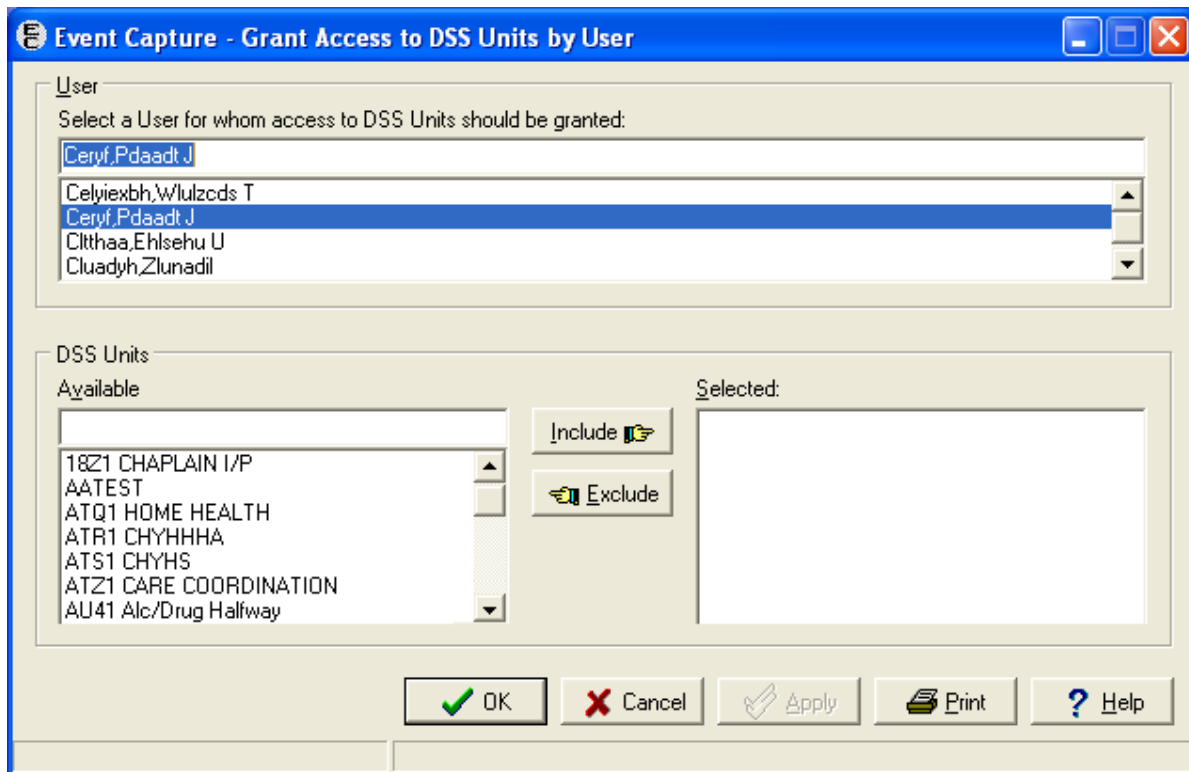 Event Capture - Grant Access to DSS Units by User
User
Select a User for whom access to DSS Units should be granted:
Ceryf,Pdaadt J
Celyiexbh,Wlulzcds T
Ceryf,Pdaadt J
Cltthaa,Ehlsehu U
Cluadyh,Zlunadil
DSS Units
Available
Selected:
Include
18Z1 CHAPLAIN I/P
AATEST
Exclude
ATQ1 HOME HEALTH
ATR1 CHYHHHA
ATS1 CHYHS
ATZ1 CARE COORDINATION
AU41 Alc/Drug Halfway
OK Cancel Apply Print ? Help